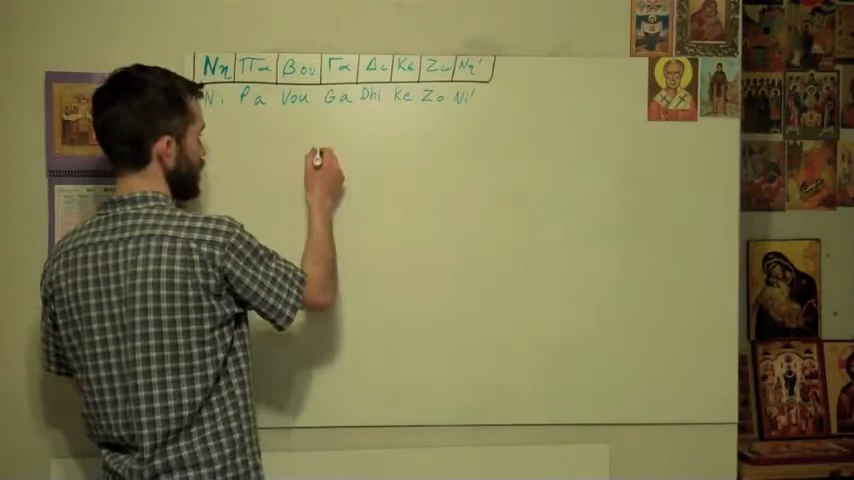 Νη Πα Βου Γα Δι Κε Ζω Νη'
Ni Pa Vou Ga Dhi Ke Zo Ni'